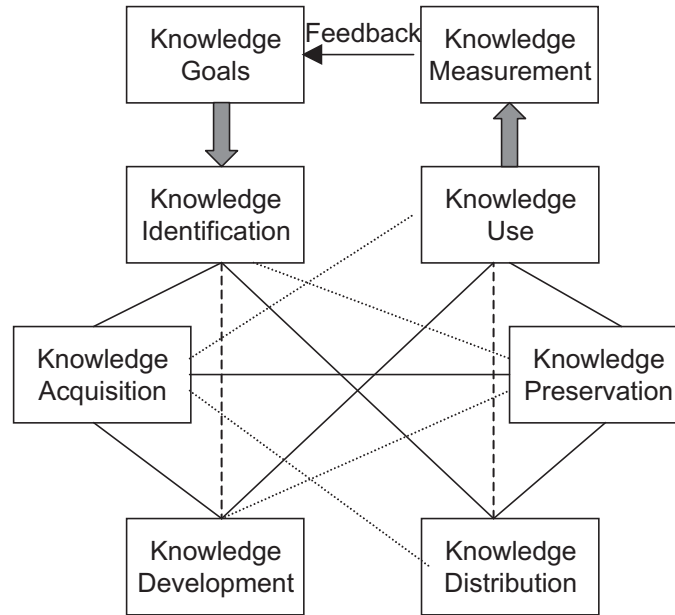 Knowledge
Goals
Feedback
Knowledge
Measurement
Knowledge
Identification
Knowledge
Use
Knowledge
Acquisition
Knowledge
Preservation
Knowledge
Development
Knowledge
Distribution